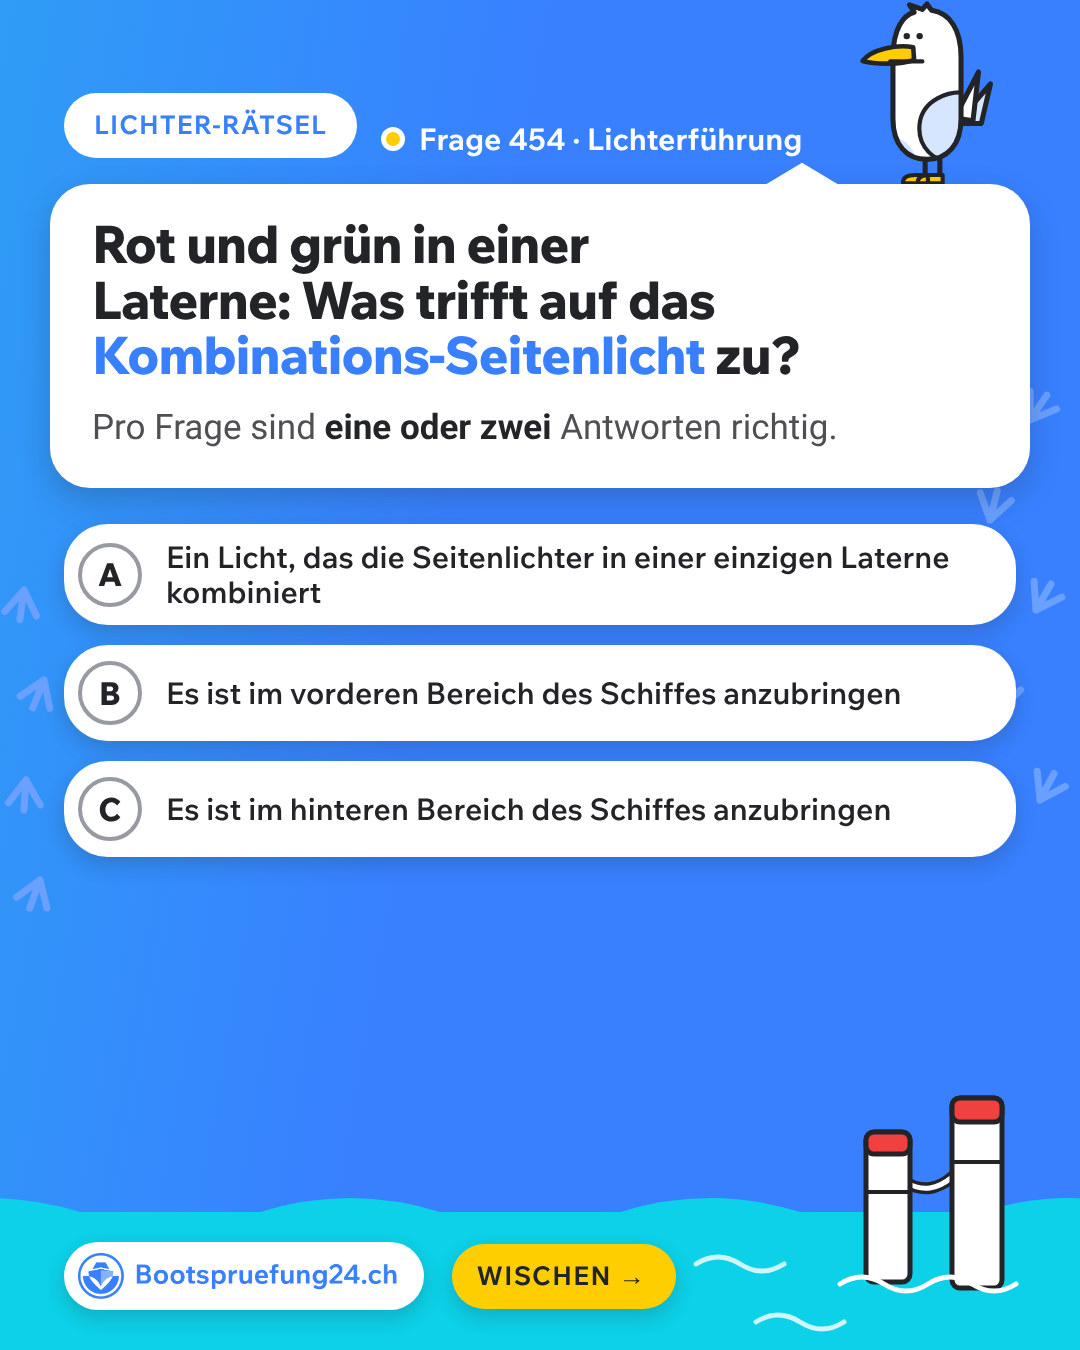 LICHTER-RÄTSEL
Frage 454 · Lichterführung
Rot und grün in einer
Laterne: Was trifft auf das
Kombinations-Seitenlicht zu?
Pro Frage sind eine oder zwei Antworten richtig.
A
Ein Licht, das die Seitenlichter in einer einzigen Laterne
kombiniert
B
Es ist im vorderen Bereich des Schiffes anzubringen
C
Es ist im hinteren Bereich des Schiffes anzubringen
Bootspruefung24.ch
WISCHEN →